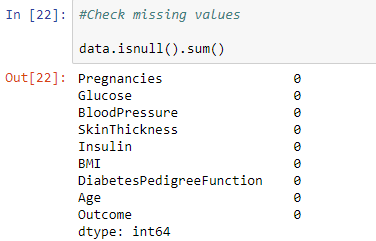 In [22]: #Check missing values
data.isnull().sum()
Out[22]: Pregnancies 0
Glucose 0
BloodPressure 0
SkinThickness 0
Insulin 0
BMI 0
DiabetesPedigreeFunction 0
Age 0
Outcome 0
dtype: int64